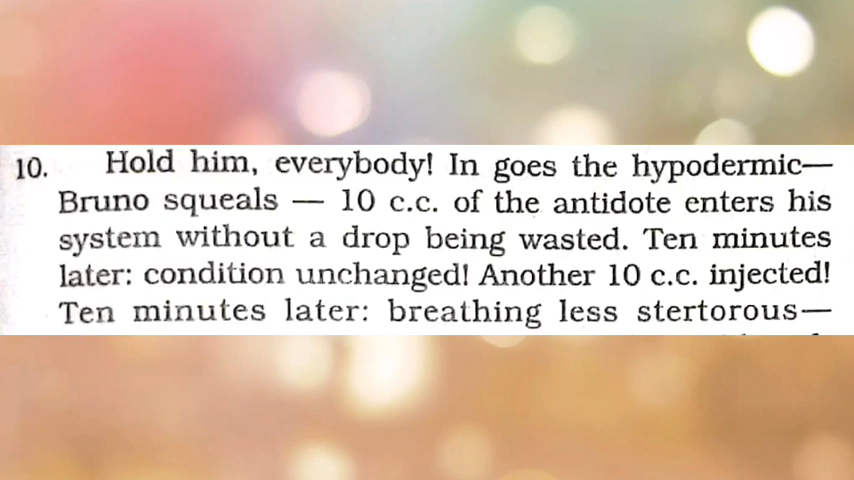 10. Hold him, everybody! In goes the hypodermic—
Bruno squeals — 10 c.c. of the antidote enters his
system without a drop being wasted. Ten minutes
later: condition unchanged! Another 10 c.c. injected!
Ten minutes later: breathing less stertorous—